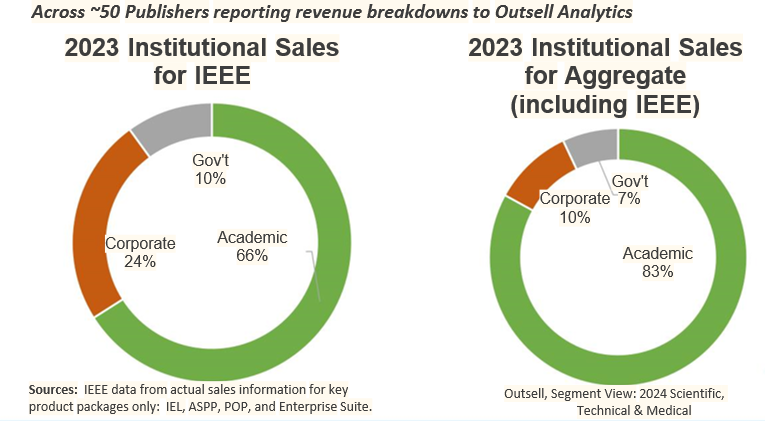 Across ~50 Publishers reporting revenue breakdowns to Outsell Analytics
2023 Institutional Sales
for IEEE
Gov't
10%
Corporate
24%
Academic
66%
Sources: IEEE data from actual sales information for key
product packages only: IEL, ASPP, POP, and Enterprise Suite.
2023 Institutional Sales
for Aggregate
(including IEEE)
Gov't
7%
Corporate
10%
Academic
83%
Outsell, Segment View: 2024 Scientific,
Technical & Medical